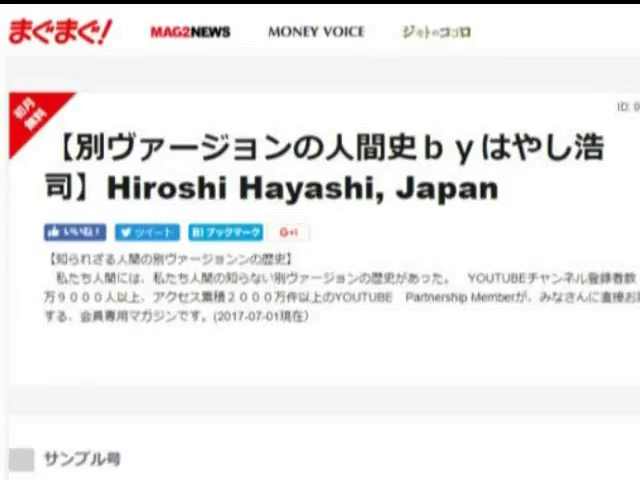 まぐまぐ! MAG2NEWS MONEY VOICE ジモトのココロ
初月
無料
ID: 0
【別ヴァージョンの人間史ｂｙはやし浩
司】Hiroshi Hayashi, Japan
いいね! ツイート B!ブックマーク G+1
【知られざる人間の別ヴァージョンンの歴史】
私たち人間には、私たち人間の知らない別ヴァージョンの歴史があった。 YOUTUBEチャンネル登録者数
万９０００人以上、アクセス累積２０００万件以上のYOUTUBE Partnership Memberが、みなさんに直接お
する、会員専用マガジンです。(2017-07-01現在)
サンプル号